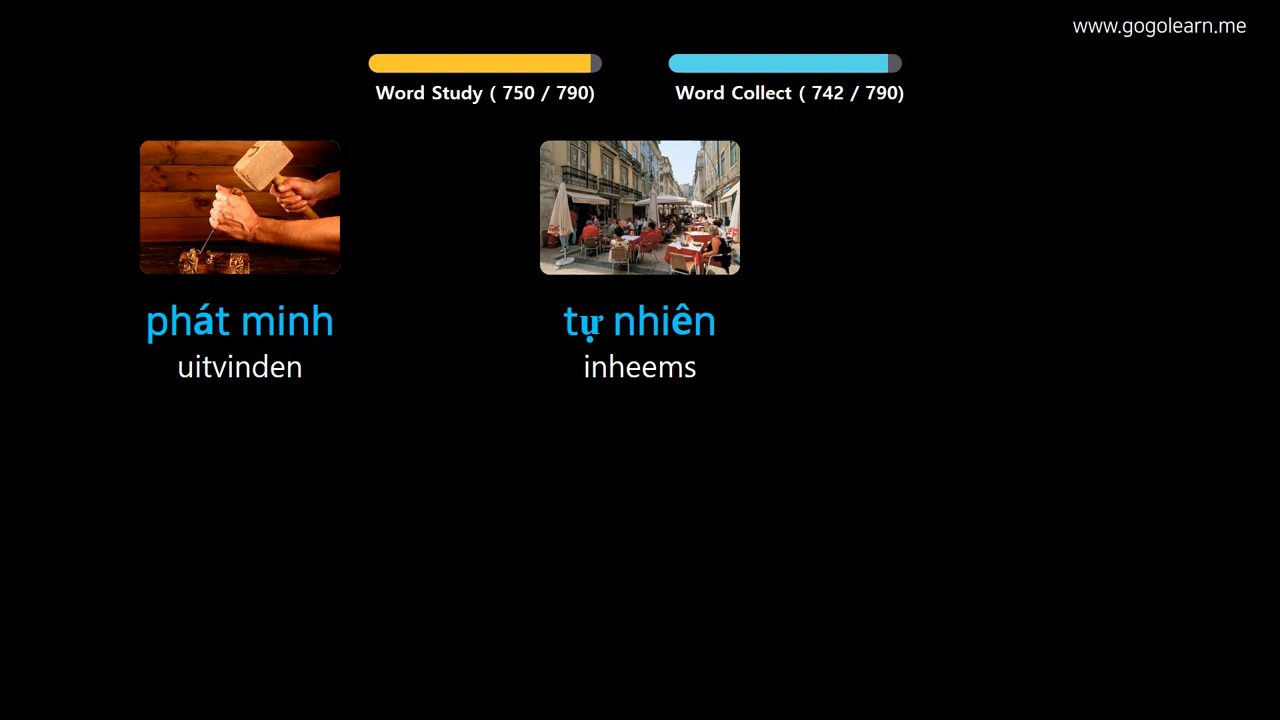 www.gogolearn.me
Word Study ( 750 / 790)
Word Collect ( 742 / 790)
phát minh
uitvinden
tự nhiên
inheems